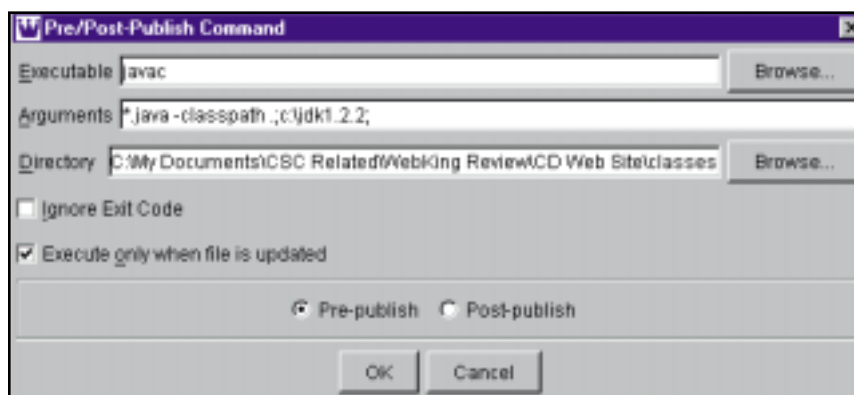 Pre/Post-Publish Command
Executable javac Browse...
Arguments *.java -classpath .;c:\jdk1.2.2;
Directory C:\My Documents\CSC Related\WebKing Review\CD Web Site\classes Browse...
Ignore Exit Code
Execute only when file is updated
Pre-publish Post-publish
OK Cancel